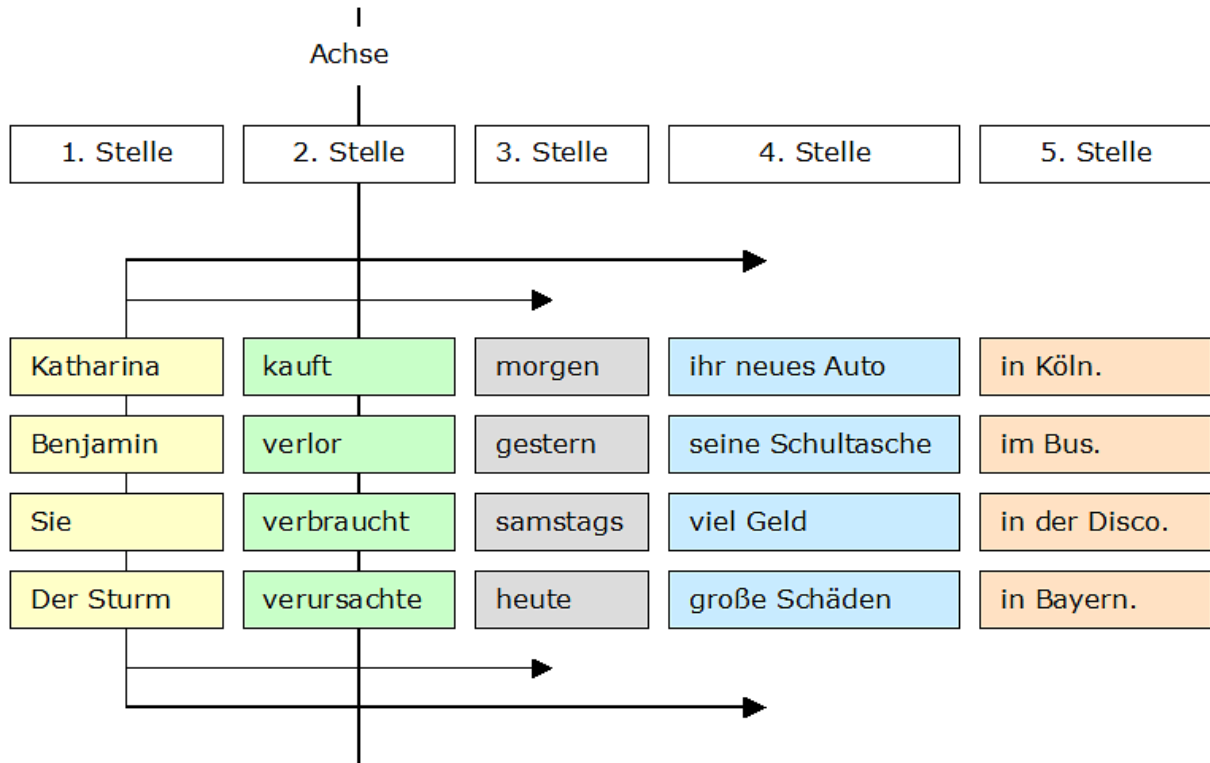 Achse
1. Stelle 2. Stelle 3. Stelle 4. Stelle 5. Stelle
Katharina kauft morgen ihr neues Auto in Köln.
Benjamin verlor gestern seine Schultasche im Bus.
Sie verbraucht samstags viel Geld in der Disco.
Der Sturm verursachte heute große Schäden in Bayern.